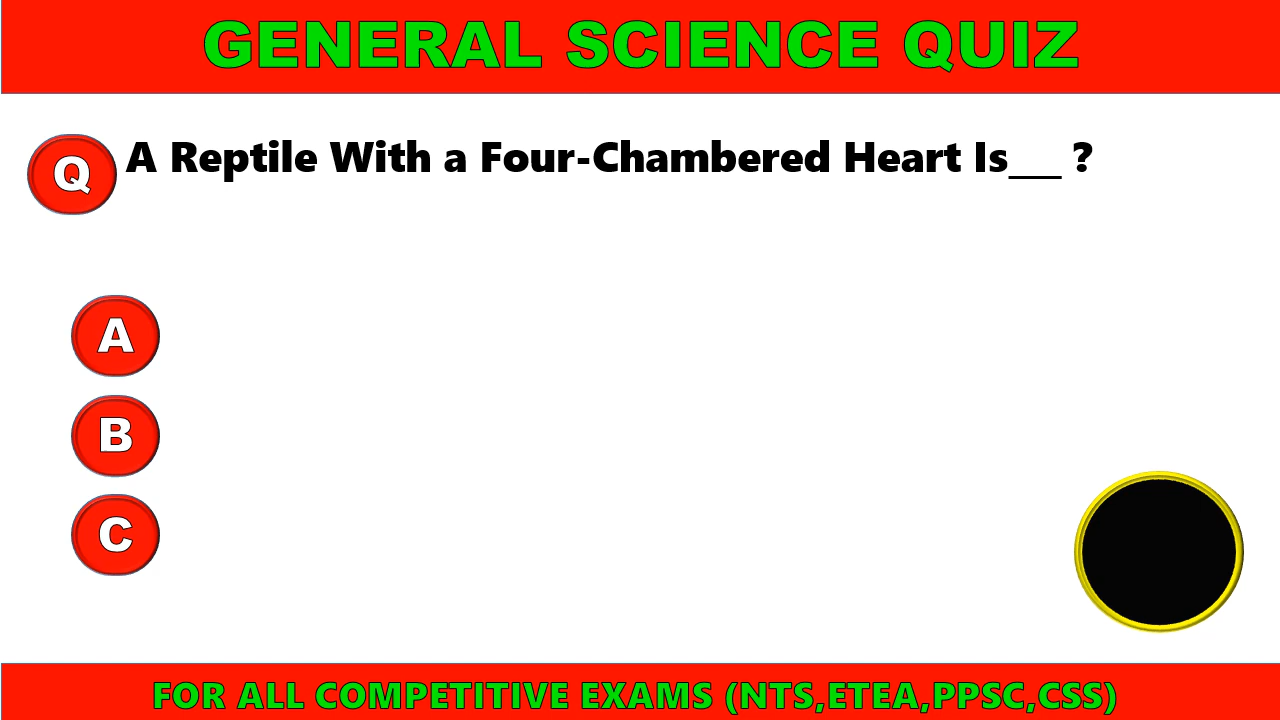 GENERAL SCIENCE QUIZ
Q A Reptile With a Four-Chambered Heart Is___ ?
A
B
C
FOR ALL COMPETITIVE EXAMS (NTS,ETEA,PPSC,CSS)